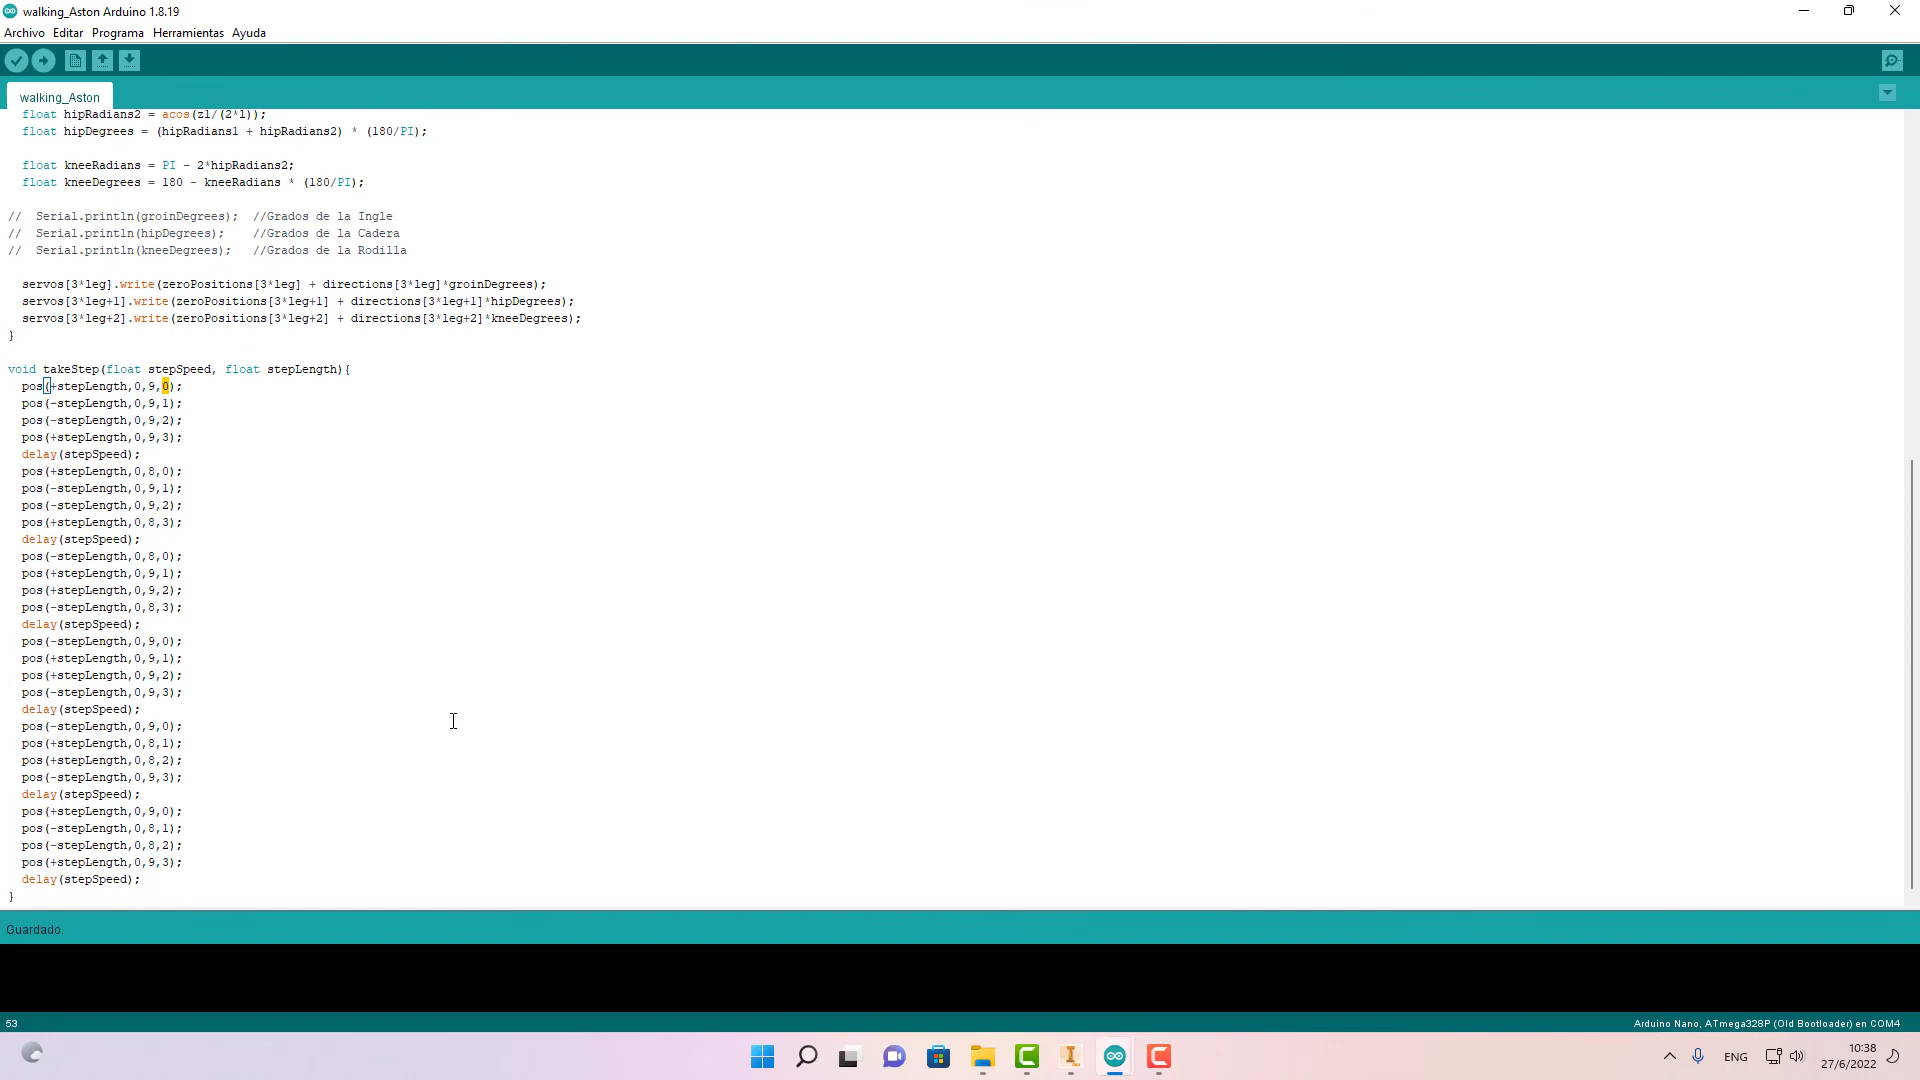 walking_Aston Arduino 1.8.19
Archivo Editar Programa Herramientas Ayuda
walking_Aston
float hipRadians2 = acos(z1/(2*l));
float hipDegrees = (hipRadians1 + hipRadians2) * (180/PI);
float kneeRadians = PI - 2*hipRadians2;
float kneeDegrees = 180 - kneeRadians * (180/PI);
// Serial.println(groinDegrees); //Grados de la Ingle
// Serial.println(hipDegrees); //Grados de la Cadera
// Serial.println(kneeDegrees); //Grados de la Rodilla
servos[3*leg].write(zeroPositions[3*leg] + directions[3*leg]*groinDegrees);
servos[3*leg+1].write(zeroPositions[3*leg+1] + directions[3*leg+1]*hipDegrees);
servos[3*leg+2].write(zeroPositions[3*leg+2] + directions[3*leg+2]*kneeDegrees);
}
void takeStep(float stepSpeed, float stepLength){
pos(+stepLength,0,9,0);
pos(-stepLength,0,9,1);
pos(-stepLength,0,9,2);
pos(+stepLength,0,9,3);
delay(stepSpeed);
pos(+stepLength,0,8,0);
pos(-stepLength,0,9,1);
pos(-stepLength,0,9,2);
pos(+stepLength,0,8,3);
delay(stepSpeed);
pos(-stepLength,0,8,0);
pos(+stepLength,0,9,1);
pos(+stepLength,0,9,2);
pos(-stepLength,0,8,3);
delay(stepSpeed);
pos(-stepLength,0,9,0);
pos(+stepLength,0,9,1);
pos(+stepLength,0,9,2);
pos(-stepLength,0,9,3);
delay(stepSpeed);
pos(-stepLength,0,9,0);
pos(+stepLength,0,8,1);
pos(+stepLength,0,8,2);
pos(-stepLength,0,9,3);
delay(stepSpeed);
pos(+stepLength,0,9,0);
pos(-stepLength,0,8,1);
pos(-stepLength,0,8,2);
pos(+stepLength,0,9,3);
delay(stepSpeed);
}
Guardado.
53
Arduino Nano, ATmega328P (Old Bootloader) en COM4
ENG
10:38
27/6/2022